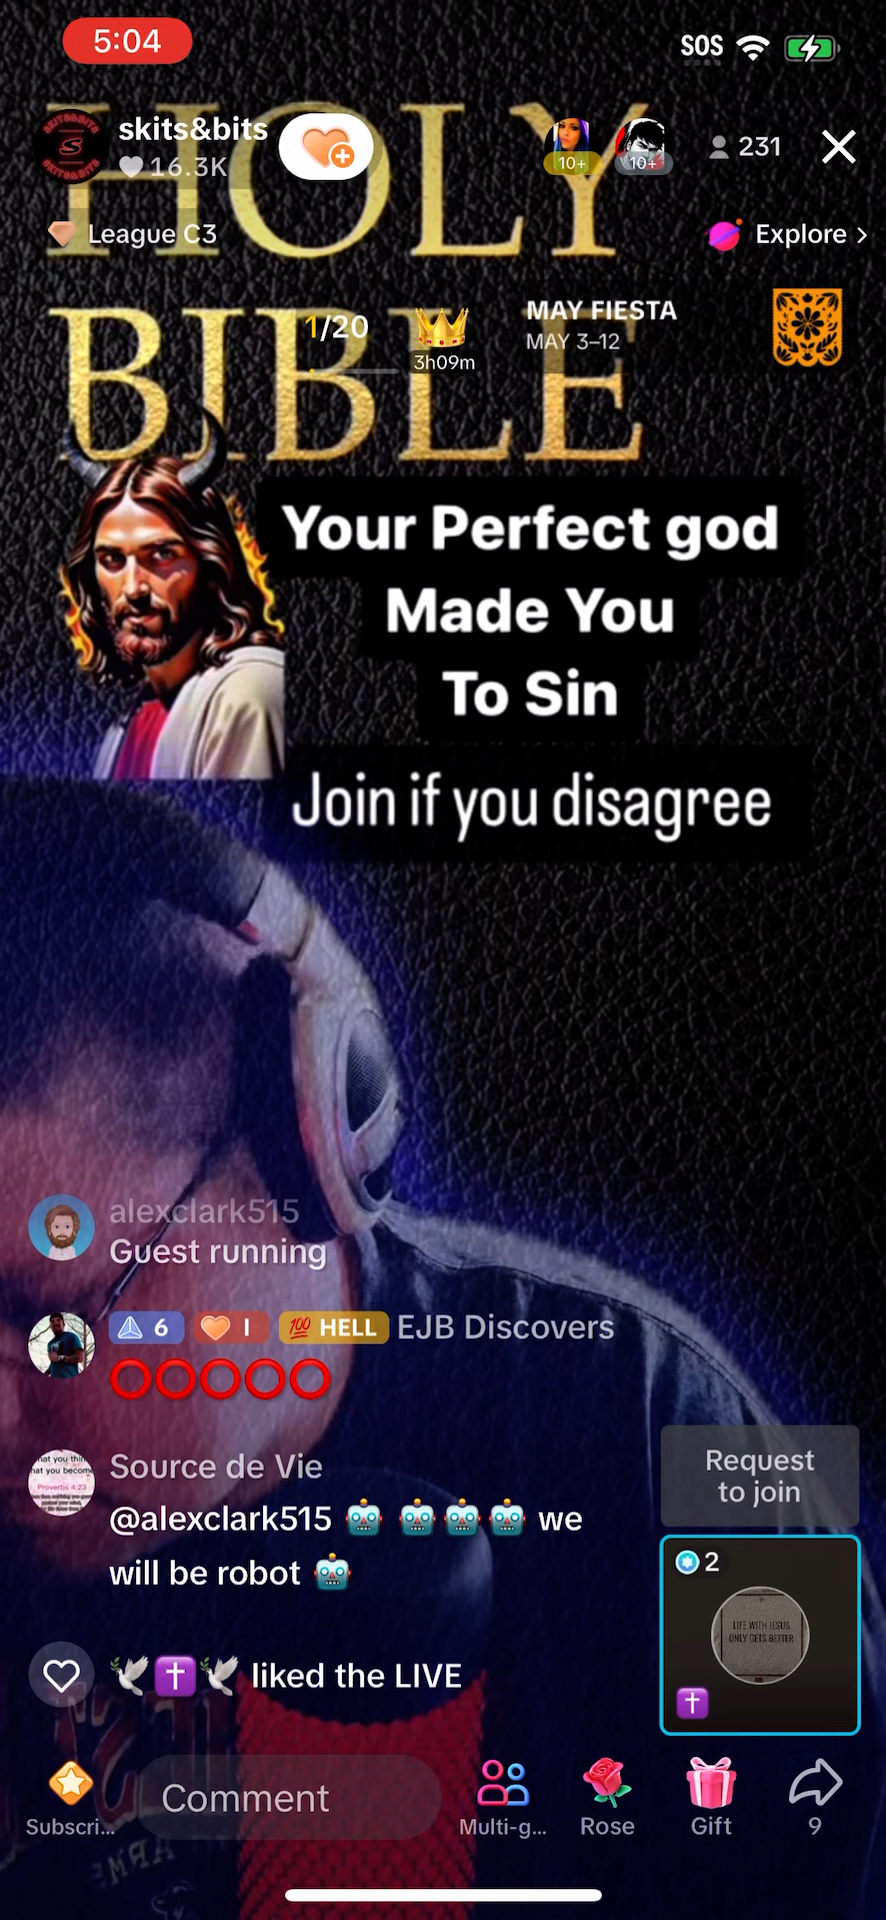 5:04
SOS
HOLY
skits&bits
16.3K
10+
10+
231
League C3
Explore >
BIBLE
1/20
3h09m
MAY FIESTA
MAY 3–12
Your Perfect god
Made You
To Sin
Join if you disagree
alexclark515
Guest running
6
I
💯 HELL
EJB Discovers
⭕⭕⭕⭕⭕
Source de Vie
@alexclark515 🤖 🤖🤖🤖 we
will be robot 🤖
🕊️✝️🕊️ liked the LIVE
Request
to join
2
LIFE WITH JESUS
ONLY GETS BETTER
Proverbs 4:23
Subscri...
Comment
Multi-g...
Rose
Gift
9